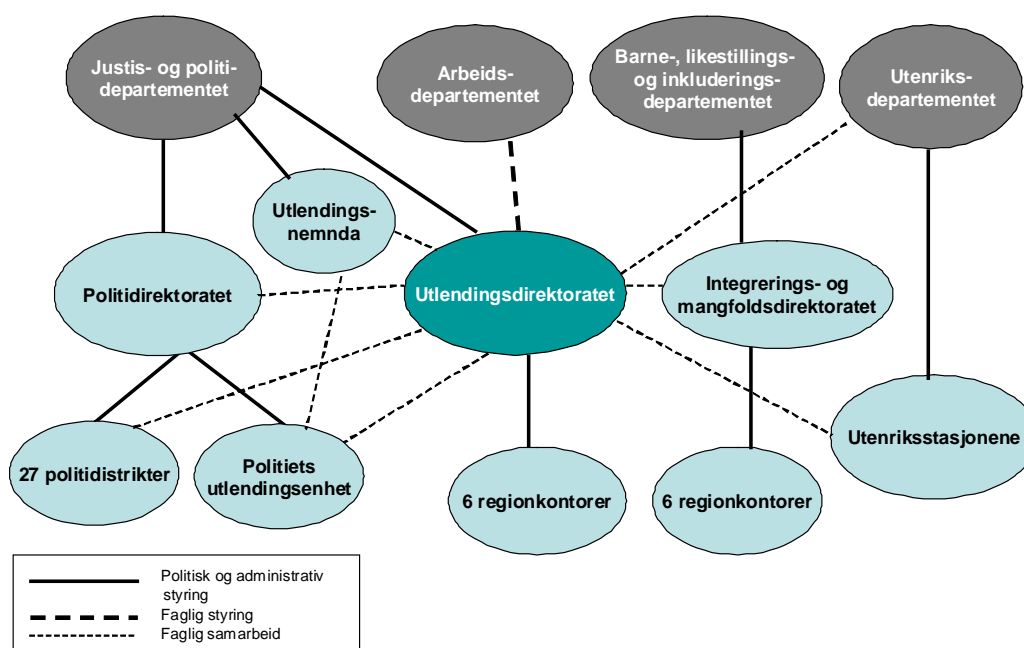 Justis- og politi-
departementet
Arbeids-
departementet
Barne-, likestillings-
og inkluderings-
departementet
Utenriks-
departementet
Utlendings-
nemnda
Politidirektoratet
Utlendingsdirektoratet
Integrerings- og
mangfoldsdirektoratet
27 politidistrikter
Politiets
utlendingsenhet
6 regionkontorer
6 regionkontorer
Utenriksstasjonene
Politisk og administrativ
styring
Faglig styring
Faglig samarbeid